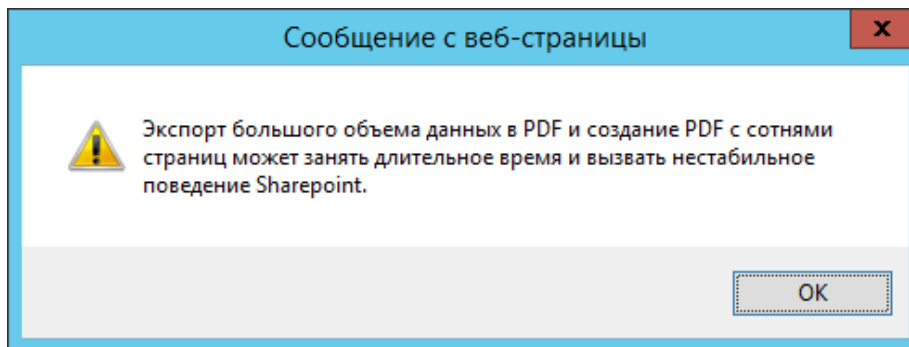 Сообщение с веб-страницы
x
Экспорт большого объема данных в PDF и создание PDF с сотнями
страниц может занять длительное время и вызвать нестабильное
поведение Sharepoint.
OK